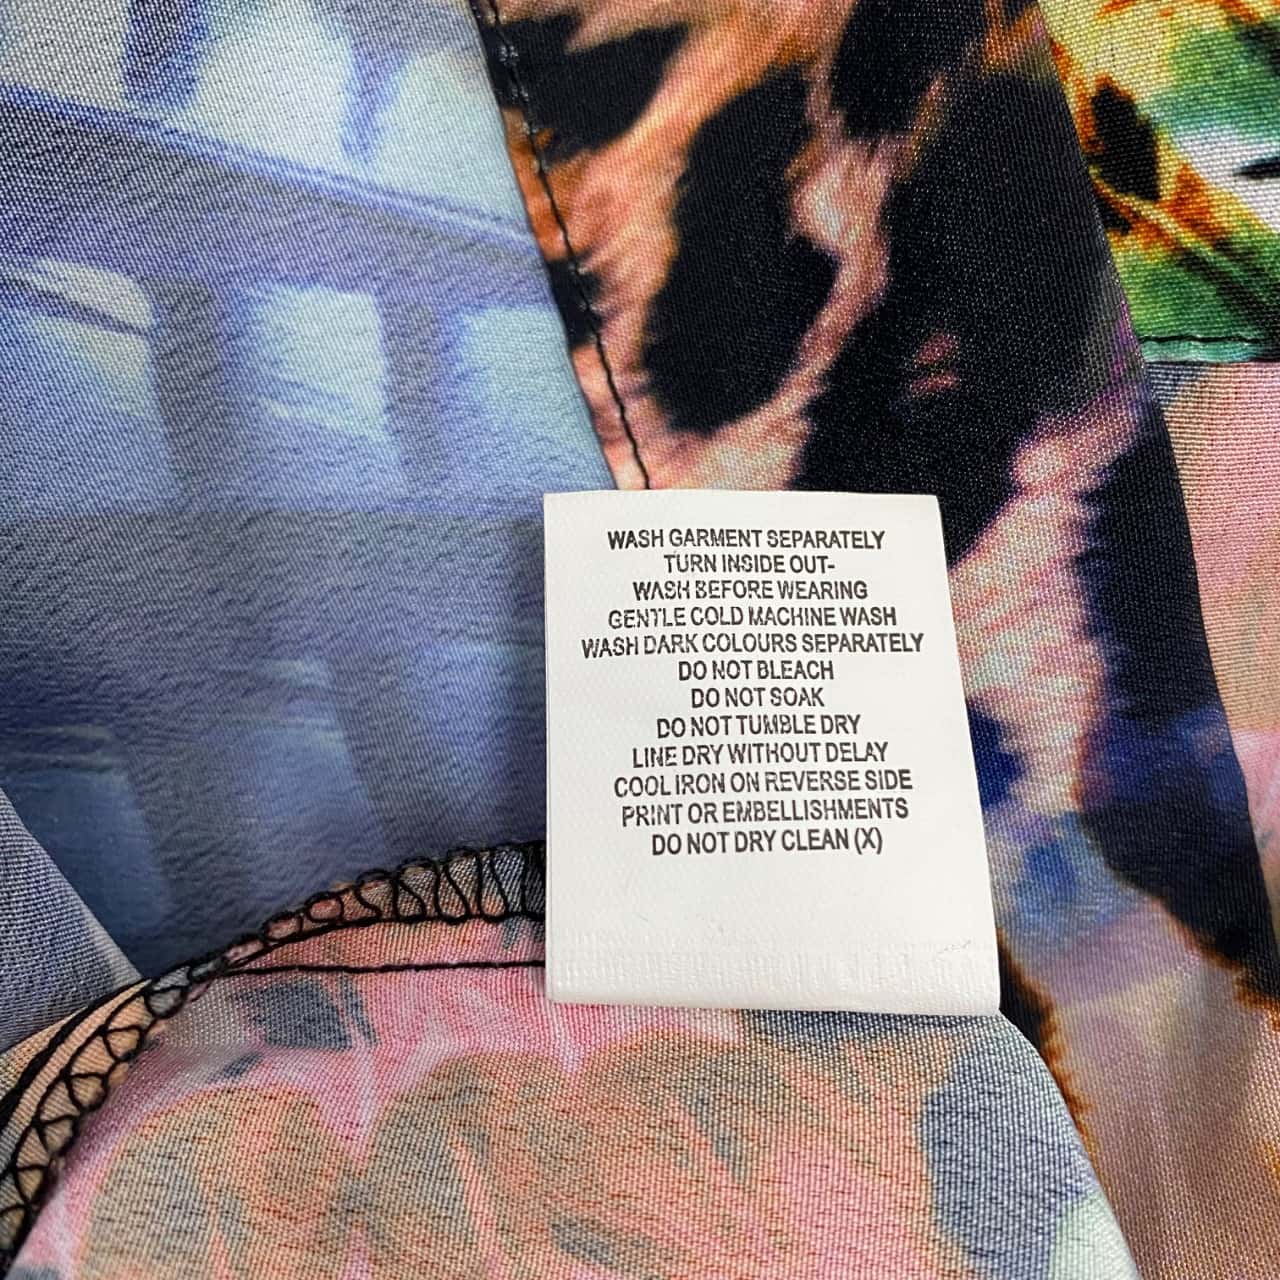 WASH GARMENT SEPARATELY
TURN INSIDE OUT-
WASH BEFORE WEARING
GENTLE COLD MACHINE WASH
WASH DARK COLOURS SEPARATELY
DO NOT BLEACH
DO NOT SOAK
DO NOT TUMBLE DRY
LINE DRY WITHOUT DELAY
COOL IRON ON REVERSE SIDE
PRINT OR EMBELLISHMENTS
DO NOT DRY CLEAN (X)